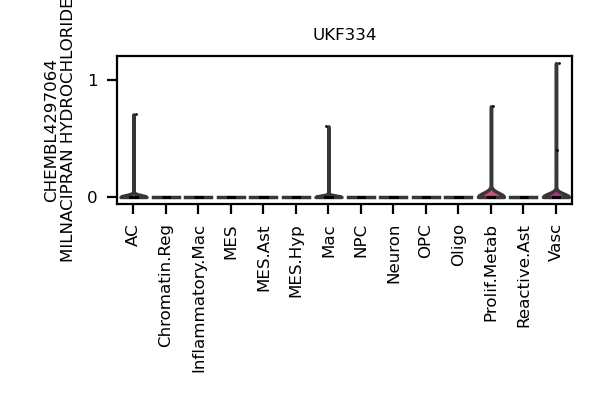 UKF334
CHEMBL4297064
MILNACIPRAN HYDROCHLORIDE
1
0
AC
Chromatin.Reg
Inflammatory.Mac
MES
MES.Ast
MES.Hyp
Mac
NPC
Neuron
OPC
Oligo
Prolif.Metab
Reactive.Ast
Vasc